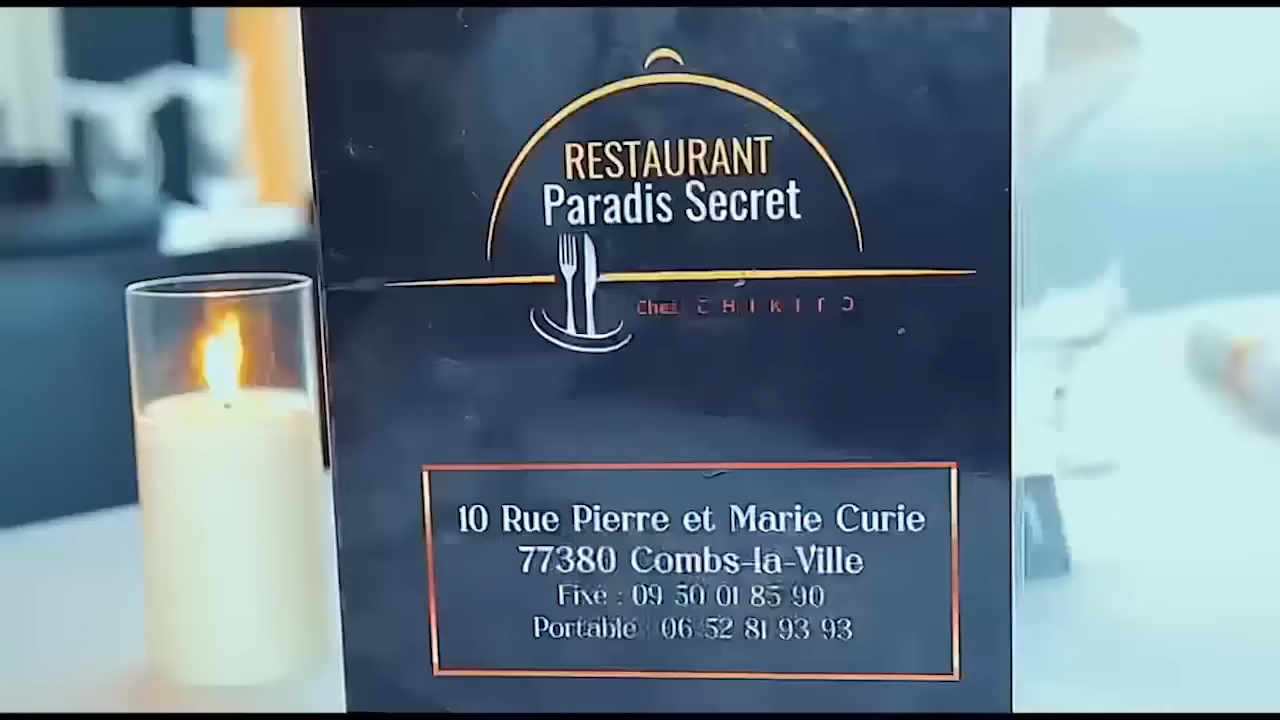 RESTAURANT
Paradis Secret
Chez CHIKITO
10 Rue Pierre et Marie Curie
77380 Combs-la-Ville
Fixe : 09 50 01 85 90
Portable : 06 52 81 93 93